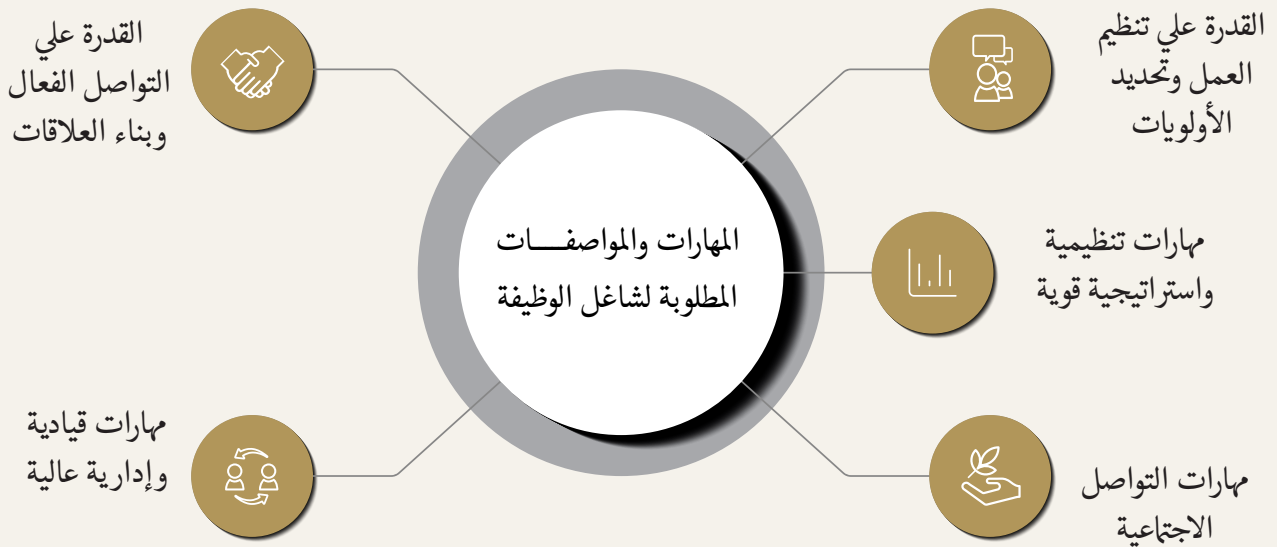 المهارات والمواصفـــات
المطلوبة لشاغل الوظيفة
القدرة علي تنظيم
العمل وتحديد
الأولويات
مهارات تنظيمية
واستراتيجية قوية
مهارات التواصل
الاجتماعية
القدرة علي
التواصل الفعال
وبناء العلاقات
مهارات قيادية
وإدارية عالية